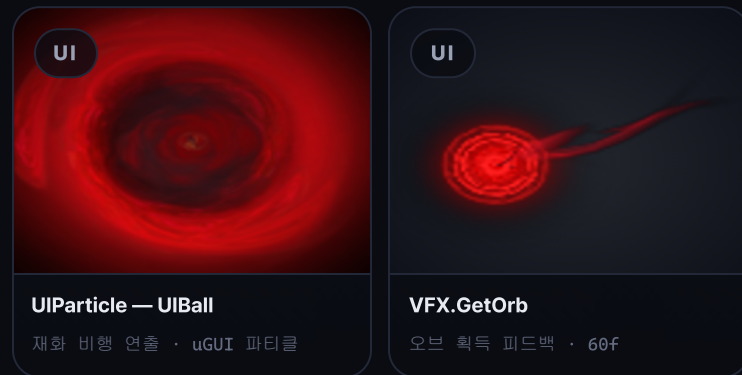 UI
UI
UIParticle — UIBall
VFX.GetOrb
재화 비행 연출 · uGUI 파티클
오브 획득 피드백 · 60f